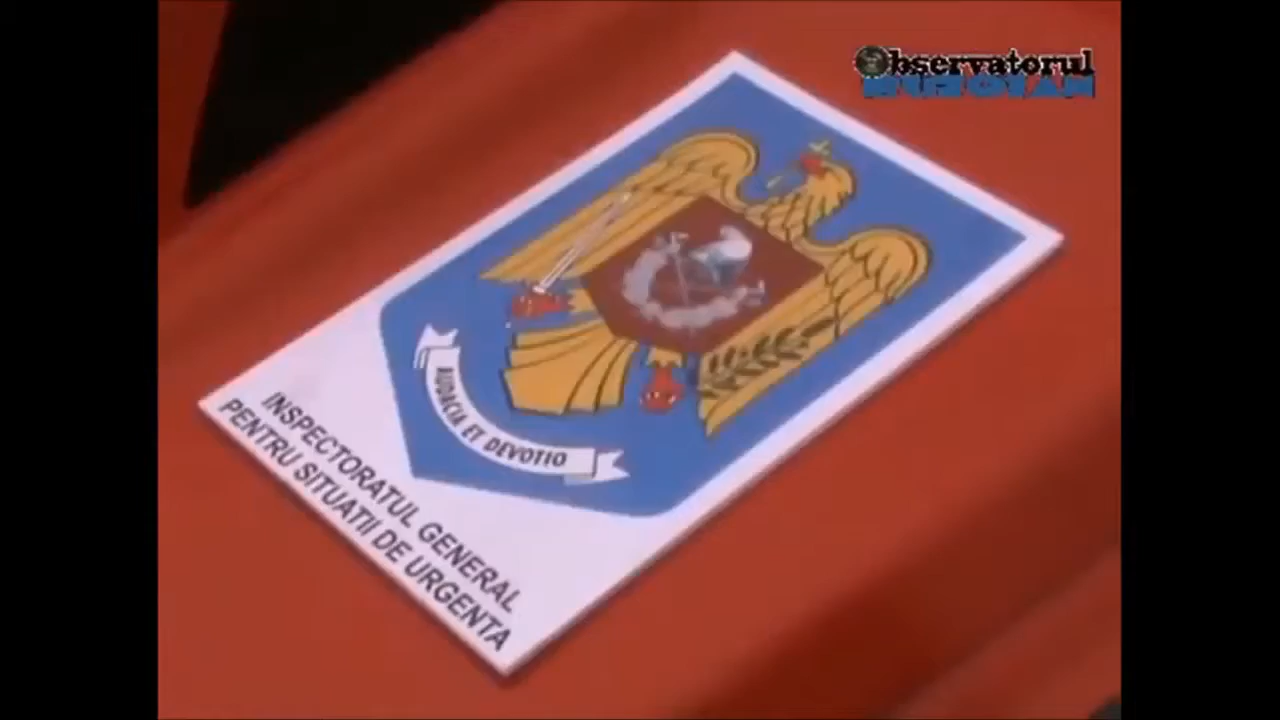 Observatorul
AUDACIA ET DEVOTIO
INSPECTORATUL GENERAL
PENTRU SITUATII DE URGENTA